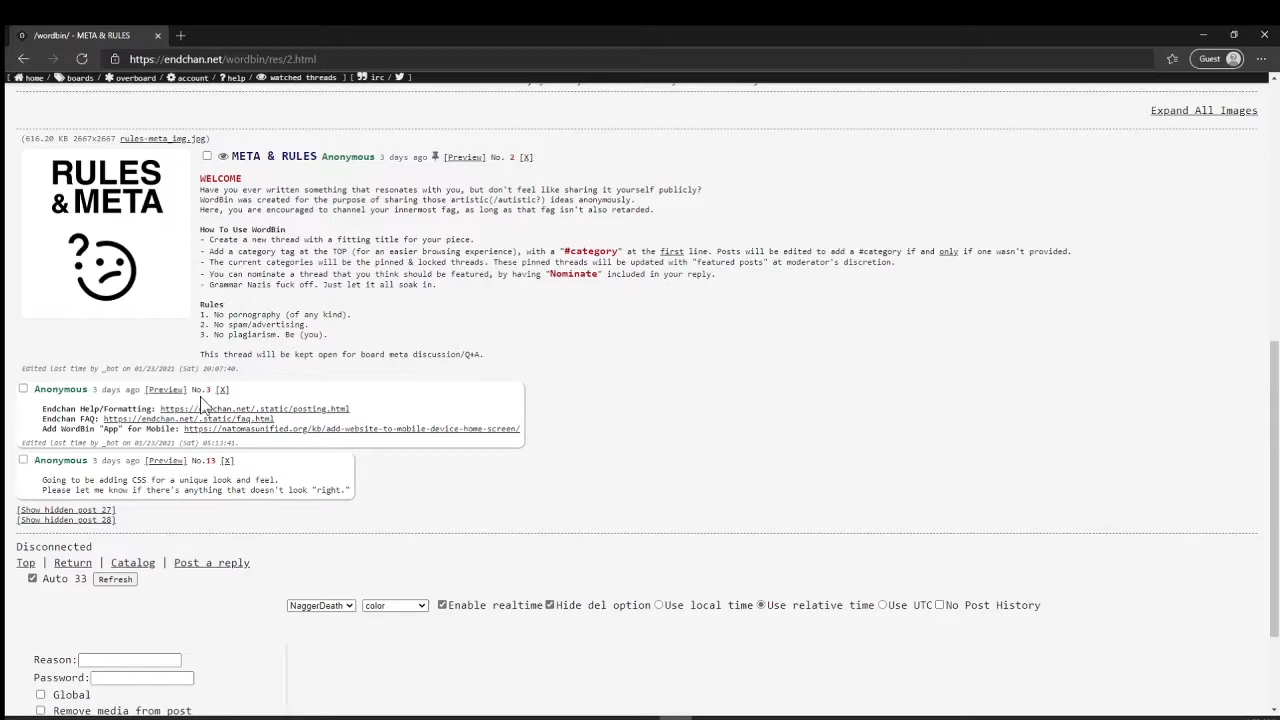 /wordbin/ - META & RULES
https://endchan.net/wordbin/res/2.html
Guest
[ home / boards / overboard / account / ? help / watched threads ] [ irc / ]
Expand All Images
(616.20 KB 2667x2667 rules-meta_img.jpg)
RULES
& META
?
META & RULES Anonymous 3 days ago [Preview] No. 2 [X]
WELCOME
Have you ever written something that resonates with you, but don't feel like sharing it yourself publicly?
WordBin was created for the purpose of sharing those artistic(/autistic?) ideas anonymously.
Here, you are encouraged to channel your innermost fag, as long as that fag isn't also retarded.
How To Use WordBin
- Create a new thread with a fitting title for your piece.
- Add a category tag at the TOP (for an easier browsing experience), with a "#category" at the first line. Posts will be edited to add a #category if and only if one wasn't provided.
- The current categories will be the pinned & locked threads. These pinned threads will be updated with "featured posts" at moderator's discretion.
- You can nominate a thread that you think should be featured, by having "Nominate" included in your reply.
- Grammar Nazis fuck off. Just let it all soak in.
Rules
1. No pornography (of any kind).
2. No spam/advertising.
3. No plagiarism. Be (you).
This thread will be kept open for board meta discussion/Q+A.
Edited last time by _bot on 01/23/2021 (Sat) 20:07:40.
Anonymous 3 days ago [Preview] No.3 [X]
Endchan Help/Formatting: https://endchan.net/.static/posting.html
Endchan FAQ: https://endchan.net/.static/faq.html
Add WordBin "App" for Mobile: https://natomasunified.org/kb/add-website-to-mobile-device-home-screen/
Edited last time by _bot on 01/23/2021 (Sat) 05:13:41.
Anonymous 3 days ago [Preview] No.13 [X]
Going to be adding CSS for a unique look and feel.
Please let me know if there's anything that doesn't look "right."
[Show hidden post 27]
[Show hidden post 28]
Disconnected
Top | Return | Catalog | Post a reply
Auto 33 Refresh
NaggerDeath color Enable realtime Hide del option Use local time Use relative time Use UTC No Post History
Reason:
Password:
Global
Remove media from post